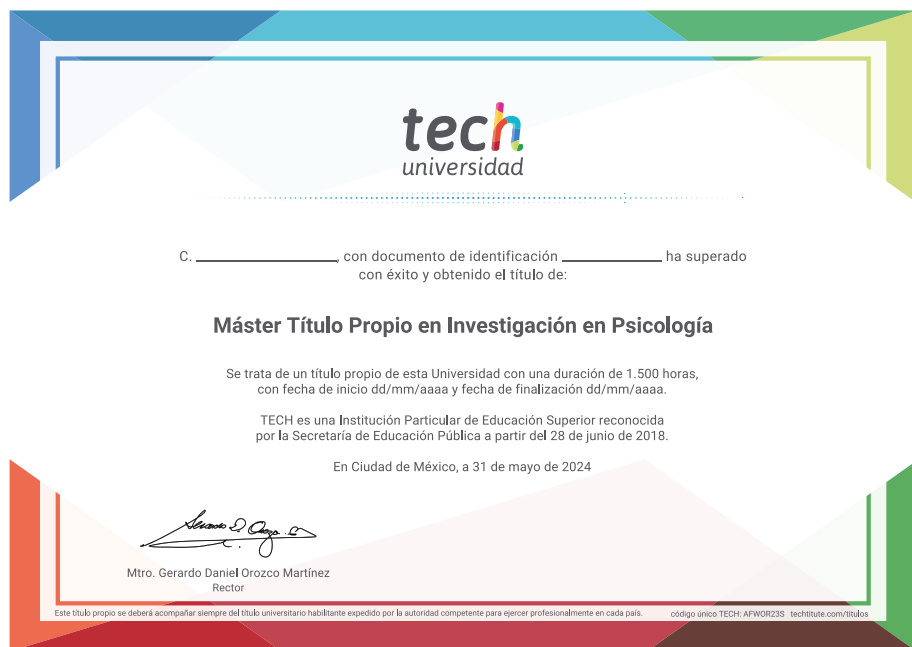 tech
universidad
C. ____________________, con documento de identificación ______________ ha superado
con éxito y obtenido el título de:
Máster Título Propio en Investigación en Psicología
Se trata de un título propio de esta Universidad con una duración de 1.500 horas,
con fecha de inicio dd/mm/aaaa y fecha de finalización dd/mm/aaaa.
TECH es una Institución Particular de Educación Superior reconocida
por la Secretaría de Educación Pública a partir del 28 de junio de 2018.
En Ciudad de México, a 31 de mayo de 2024
Mtro. Gerardo Daniel Orozco Martínez
Rector
Este título propio se deberá acompañar siempre del título universitario habilitante expedido por la autoridad competente para ejercer profesionalmente en cada país. código único TECH: AFWOR23S techtitute.com/titulos